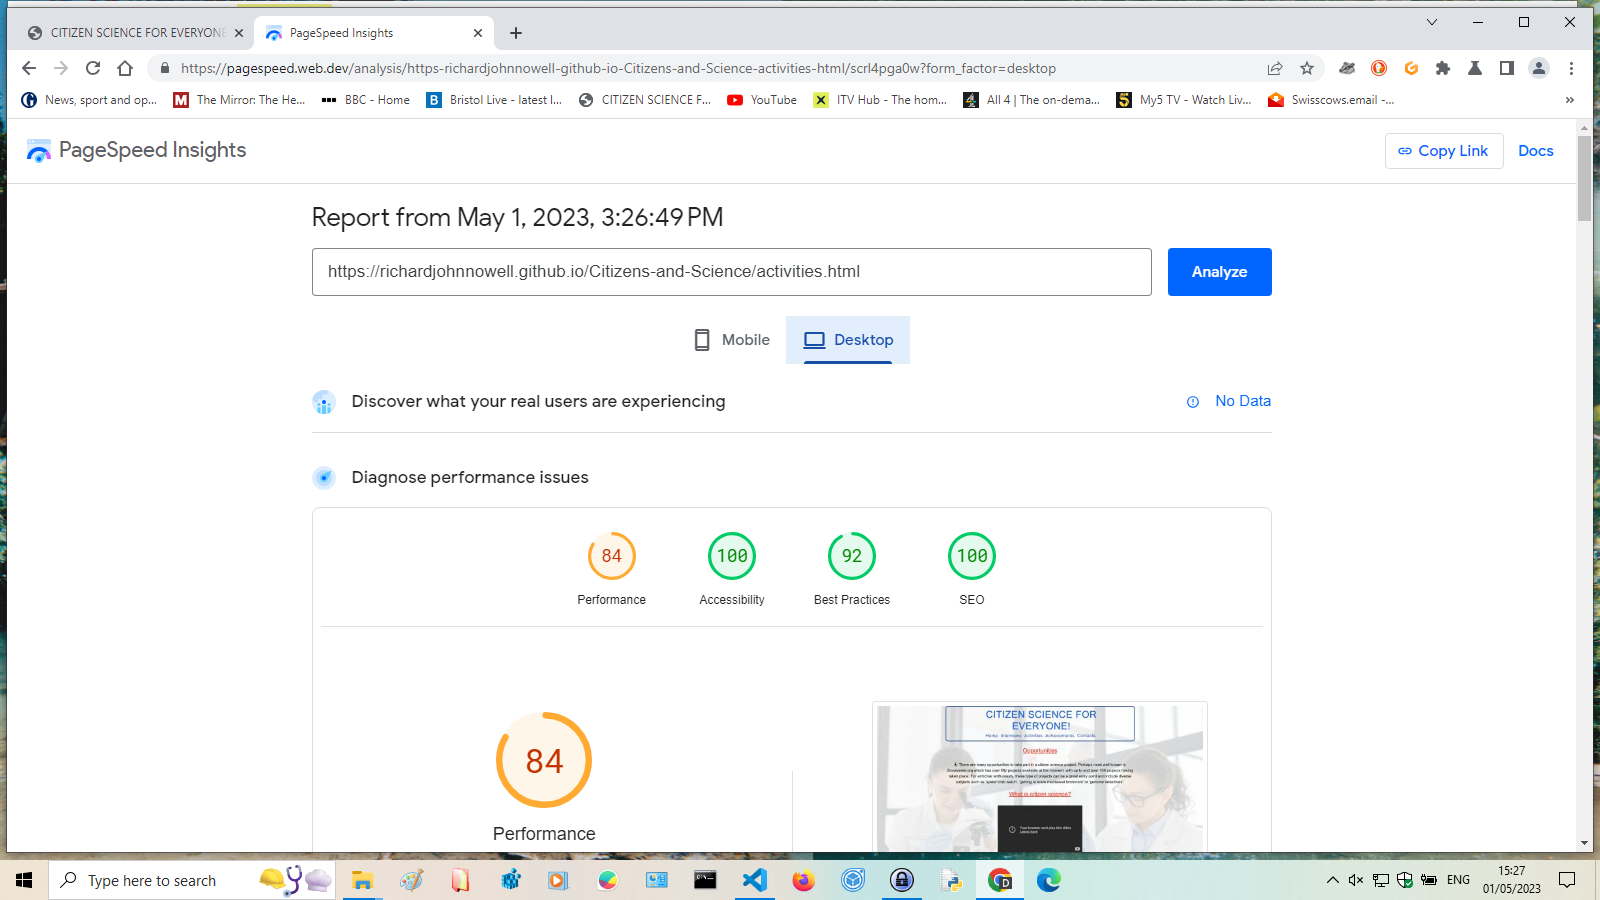 CITIZEN SCIENCE FOR EVERYONE
PageSpeed Insights
https://pagespeed.web.dev/analysis/https-richardjohnnowell-github-io-Citizens-and-Science-activities-html/scrl4pga0w?form_factor=desktop
News, sport and op...
The Mirror: The He...
BBC - Home
Bristol Live - latest l...
CITIZEN SCIENCE F...
YouTube
ITV Hub - The hom...
All 4 | The on-dema...
My5 TV - Watch Liv...
Swisscows.email -...
PageSpeed Insights
Copy Link
Docs
Report from May 1, 2023, 3:26:49 PM
https://richardjohnnowell.github.io/Citizens-and-Science/activities.html
Analyze
Mobile
Desktop
Discover what your real users are experiencing
No Data
Diagnose performance issues
84
100
92
100
Performance
Accessibility
Best Practices
SEO
84
Performance
CITIZEN SCIENCE FOR
EVERYONE!
Home Interviews Activities Achievements Contacts
Opportunities
What is citizen science?
Type here to search
ENG
15:27
01/05/2023